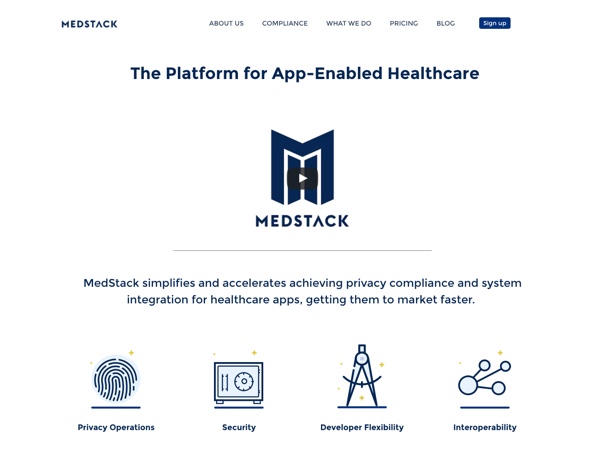 MEDSTACK
ABOUT US
COMPLIANCE
WHAT WE DO
PRICING
BLOG
Sign up
The Platform for App-Enabled Healthcare
MEDSTACK
MedStack simplifies and accelerates achieving privacy compliance and system
integration for healthcare apps, getting them to market faster.
Privacy Operations
Security
Developer Flexibility
Interoperability